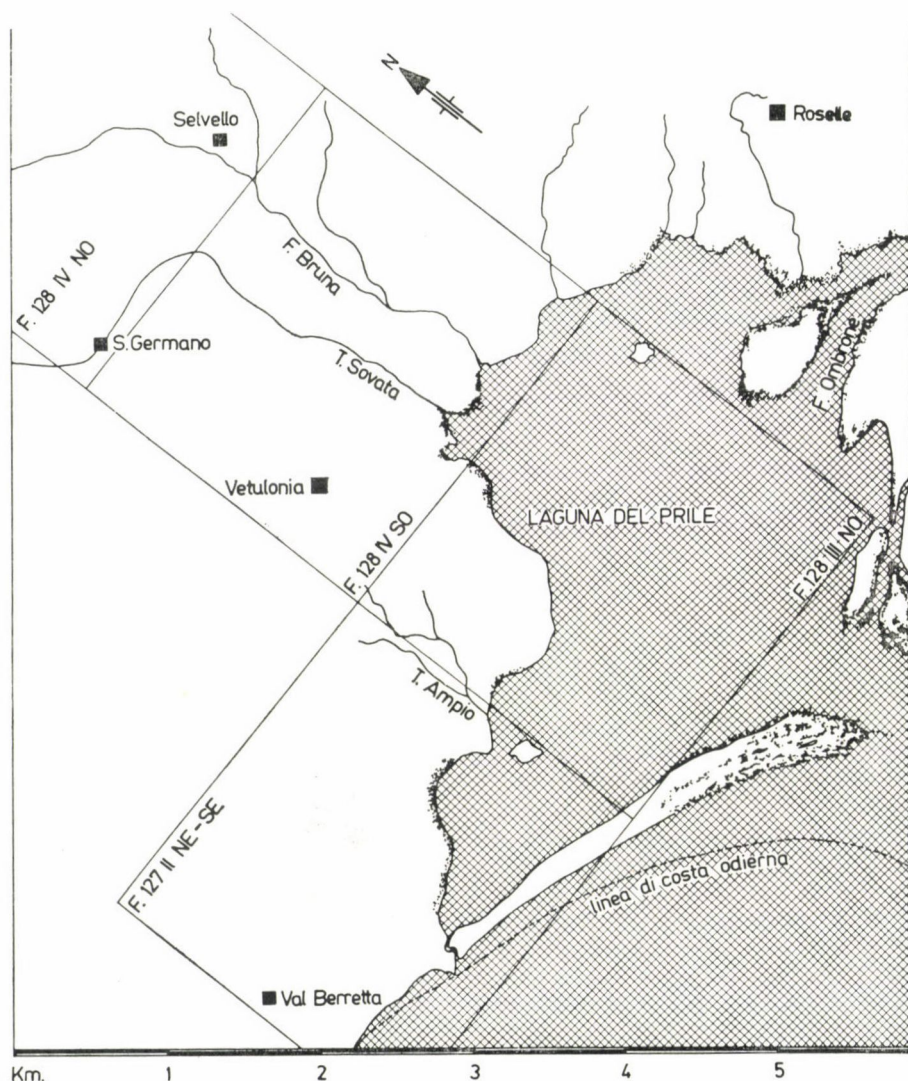 N
Selvello
Roselle
F. Bruna
F. 128 IV NO
S. Germano
T. Sovata
F. Ombrone
Vetulonia
LAGUNA DEL PRILE
F. 128 IV SO
F. 128 III NO
T. Ampio
F. 127 II NE-SE
linea di costa odierna
Val Berretta
Km. 1 2 3 4 5